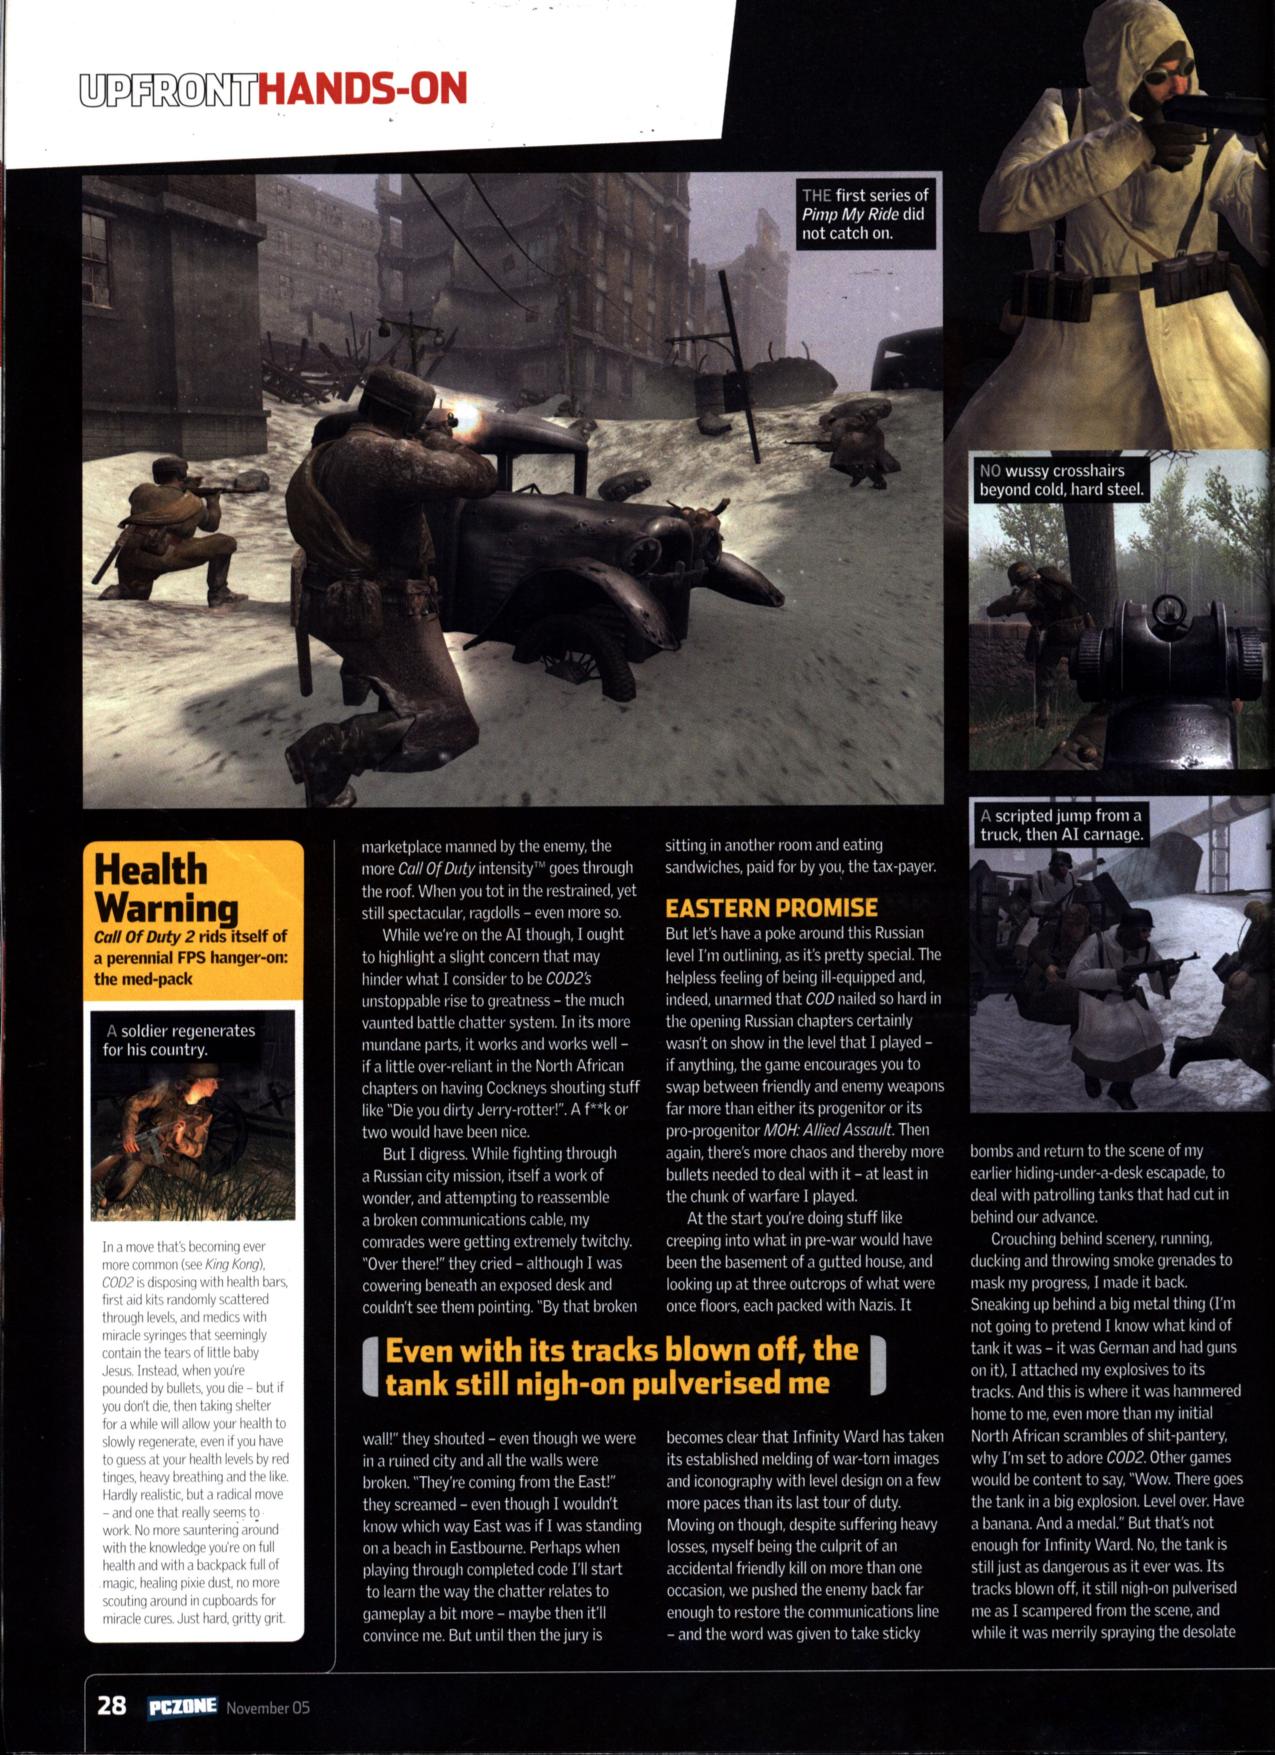 UPFRONTHANDS-ON
THE first series of
Pimp My Ride did
not catch on.
NO wussy crosshairs
beyond cold, hard steel.
A scripted jump from a
truck, then AI carnage.
Health
Warning
Call Of Duty 2 rids itself of
a perennial FPS hanger-on:
the med-pack
A soldier regenerates
for his country.
In a move that's becoming ever
more common (see King Kong),
COD2 is disposing with health bars,
first aid kits randomly scattered
through levels, and medics with
miracle syringes that seemingly
contain the tears of little baby
Jesus. Instead, when you're
pounded by bullets, you die – but if
you don't die, then taking shelter
for a while will allow your health to
slowly regenerate, even if you have
to guess at your health levels by red
tinges, heavy breathing and the like.
Hardly realistic, but a radical move
– and one that really seems to
work. No more sauntering around
with the knowledge you're on full
health and with a backpack full of
magic, healing pixie dust, no more
scouting around in cupboards for
miracle cures. Just hard, gritty grit.
marketplace manned by the enemy, the
more Call Of Duty intensity™ goes through
the roof. When you tot in the restrained, yet
still spectacular, ragdolls – even more so.
While we're on the AI though, I ought
to highlight a slight concern that may
hinder what I consider to be COD2's
unstoppable rise to greatness – the much
vaunted battle chatter system. In its more
mundane parts, it works and works well –
if a little over-reliant in the North African
chapters on having Cockneys shouting stuff
like "Die you dirty Jerry-rotter!". A f**k or
two would have been nice.
But I digress. While fighting through
a Russian city mission, itself a work of
wonder, and attempting to reassemble
a broken communications cable, my
comrades were getting extremely twitchy.
"Over there!" they cried – although I was
cowering beneath an exposed desk and
couldn't see them pointing. "By that broken
wall!" they shouted – even though we were
in a ruined city and all the walls were
broken. "They're coming from the East!"
they screamed – even though I wouldn't
know which way East was if I was standing
on a beach in Eastbourne. Perhaps when
playing through completed code I'll start
to learn the way the chatter relates to
gameplay a bit more – maybe then it'll
convince me. But until then the jury is
sitting in another room and eating
sandwiches, paid for by you, the tax-payer.
EASTERN PROMISE
But let's have a poke around this Russian
level I'm outlining, as it's pretty special. The
helpless feeling of being ill-equipped and,
indeed, unarmed that COD nailed so hard in
the opening Russian chapters certainly
wasn't on show in the level that I played –
if anything, the game encourages you to
swap between friendly and enemy weapons
far more than either its progenitor or its
pro-progenitor MOH: Allied Assault. Then
again, there's more chaos and thereby more
bullets needed to deal with it – at least in
the chunk of warfare I played.
At the start you're doing stuff like
creeping into what in pre-war would have
been the basement of a gutted house, and
looking up at three outcrops of what were
once floors, each packed with Nazis. It
Even with its tracks blown off, the
tank still nigh-on pulverised me
becomes clear that Infinity Ward has taken
its established melding of war-torn images
and iconography with level design on a few
more paces than its last tour of duty.
Moving on though, despite suffering heavy
losses, myself being the culprit of an
accidental friendly kill on more than one
occasion, we pushed the enemy back far
enough to restore the communications line
– and the word was given to take sticky
bombs and return to the scene of my
earlier hiding-under-a-desk escapade, to
deal with patrolling tanks that had cut in
behind our advance.
Crouching behind scenery, running,
ducking and throwing smoke grenades to
mask my progress, I made it back.
Sneaking up behind a big metal thing (I'm
not going to pretend I know what kind of
tank it was – it was German and had guns
on it), I attached my explosives to its
tracks. And this is where it was hammered
home to me, even more than my initial
North African scrambles of shit-pantery,
why I'm set to adore COD2. Other games
would be content to say, "Wow. There goes
the tank in a big explosion. Level over. Have
a banana. And a medal." But that's not
enough for Infinity Ward. No, the tank is
still just as dangerous as it ever was. Its
tracks blown off, it still nigh-on pulverised
me as I scampered from the scene, and
while it was merrily spraying the desolate
28 PCZONE November 05